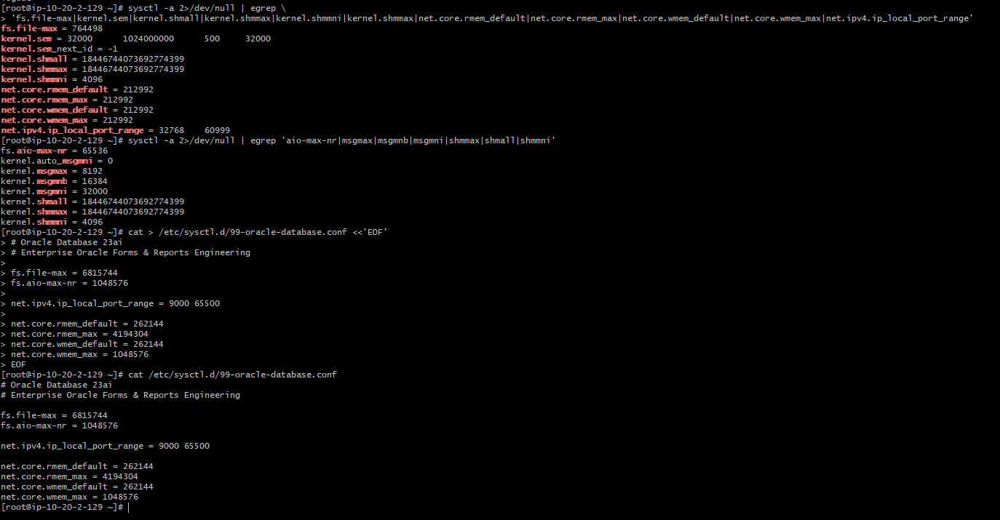 [root@ip-10-20-2-129 ~]# sysctl -a 2>/dev/null | egrep \
> 'fs.file-max|kernel.sem|kernel.shmall|kernel.shmmax|kernel.shmmni|kernel.shmmax|net.core.rmem_default|net.core.rmem_max|net.core.wmem_default|net.core.wmem_max|net.ipv4.ip_local_port_range'
fs.file-max = 764498
kernel.sem = 32000      1024000000      500     32000
kernel.sem_next_id = -1
kernel.shmall = 18446744073692774399
kernel.shmmax = 18446744073692774399
kernel.shmmni = 4096
net.core.rmem_default = 212992
net.core.rmem_max = 212992
net.core.wmem_default = 212992
net.core.wmem_max = 212992
net.ipv4.ip_local_port_range = 32768    60999
[root@ip-10-20-2-129 ~]# sysctl -a 2>/dev/null | egrep 'aio-max-nr|msgmax|msgmnb|msgmni|shmmax|shmall|shmmni'
fs.aio-max-nr = 65536
kernel.auto_msgmni = 0
kernel.msgmax = 8192
kernel.msgmnb = 16384
kernel.msgmni = 32000
kernel.shmall = 18446744073692774399
kernel.shmmax = 18446744073692774399
kernel.shmmni = 4096
[root@ip-10-20-2-129 ~]# cat > /etc/sysctl.d/99-oracle-database.conf <<'EOF'
> # Oracle Database 23ai
> # Enterprise Oracle Forms & Reports Engineering
>
> fs.file-max = 6815744
> fs.aio-max-nr = 1048576
>
> net.ipv4.ip_local_port_range = 9000 65500
>
> net.core.rmem_default = 262144
> net.core.rmem_max = 4194304
> net.core.wmem_default = 262144
> net.core.wmem_max = 1048576
> EOF
[root@ip-10-20-2-129 ~]# cat /etc/sysctl.d/99-oracle-database.conf
# Oracle Database 23ai
# Enterprise Oracle Forms & Reports Engineering

fs.file-max = 6815744
fs.aio-max-nr = 1048576

net.ipv4.ip_local_port_range = 9000 65500

net.core.rmem_default = 262144
net.core.rmem_max = 4194304
net.core.wmem_default = 262144
net.core.wmem_max = 1048576
[root@ip-10-20-2-129 ~]#